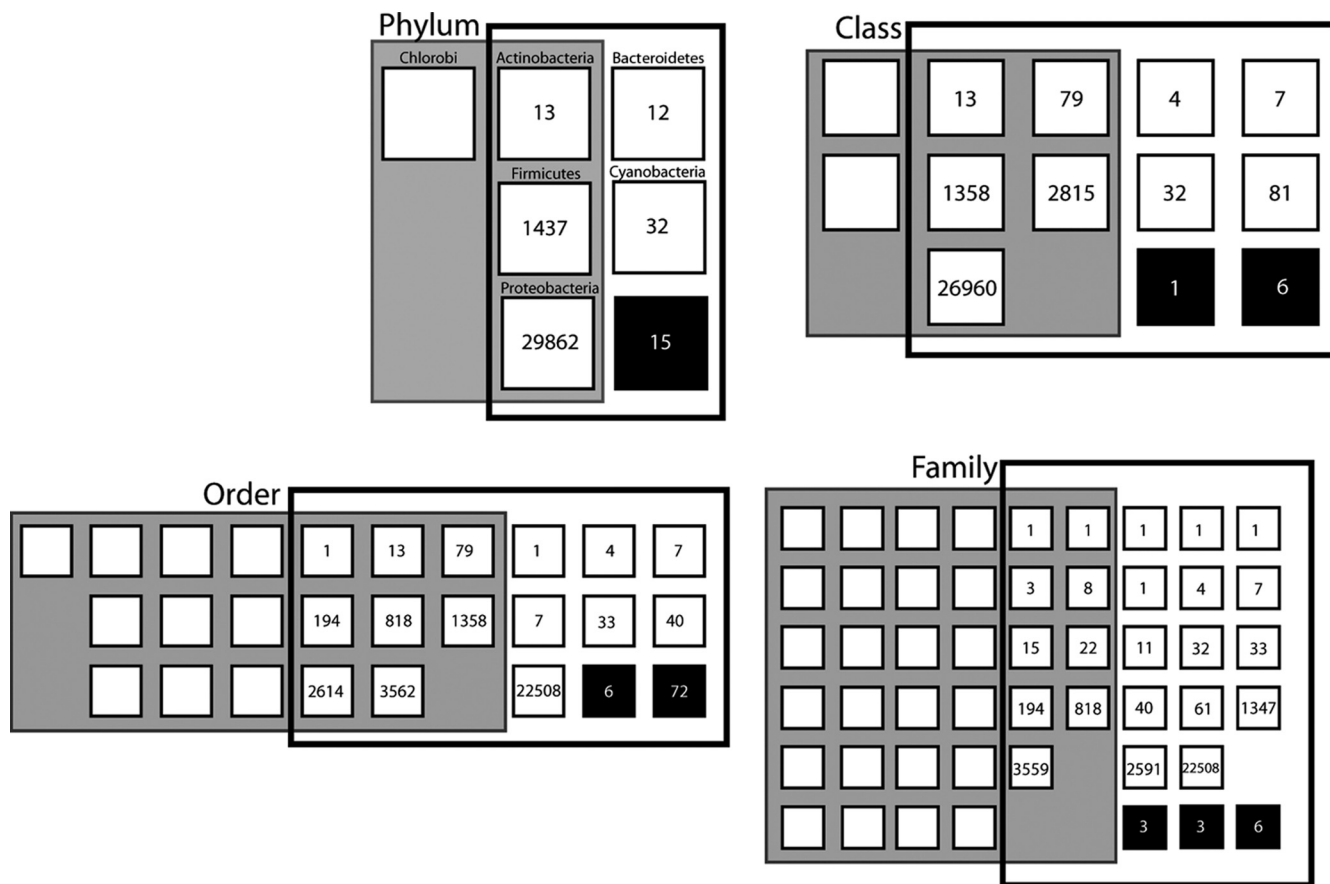 Phylum
Chlorobi Actinobacteria Bacteroidetes
13 12
Firmicutes Cyanobacteria
1437 32
Proteobacteria
29862 15
Class
13 79 4 7
1358 2815 32 81
26960 1 6
Order
1 13 79 1 4 7
194 818 1358 7 33 40
2614 3562 22508 6 72
Family
1 1 1 1 1
3 8 1 4 7
15 22 11 32 33
194 818 40 61 1347
3559 2591 22508
3 3 6